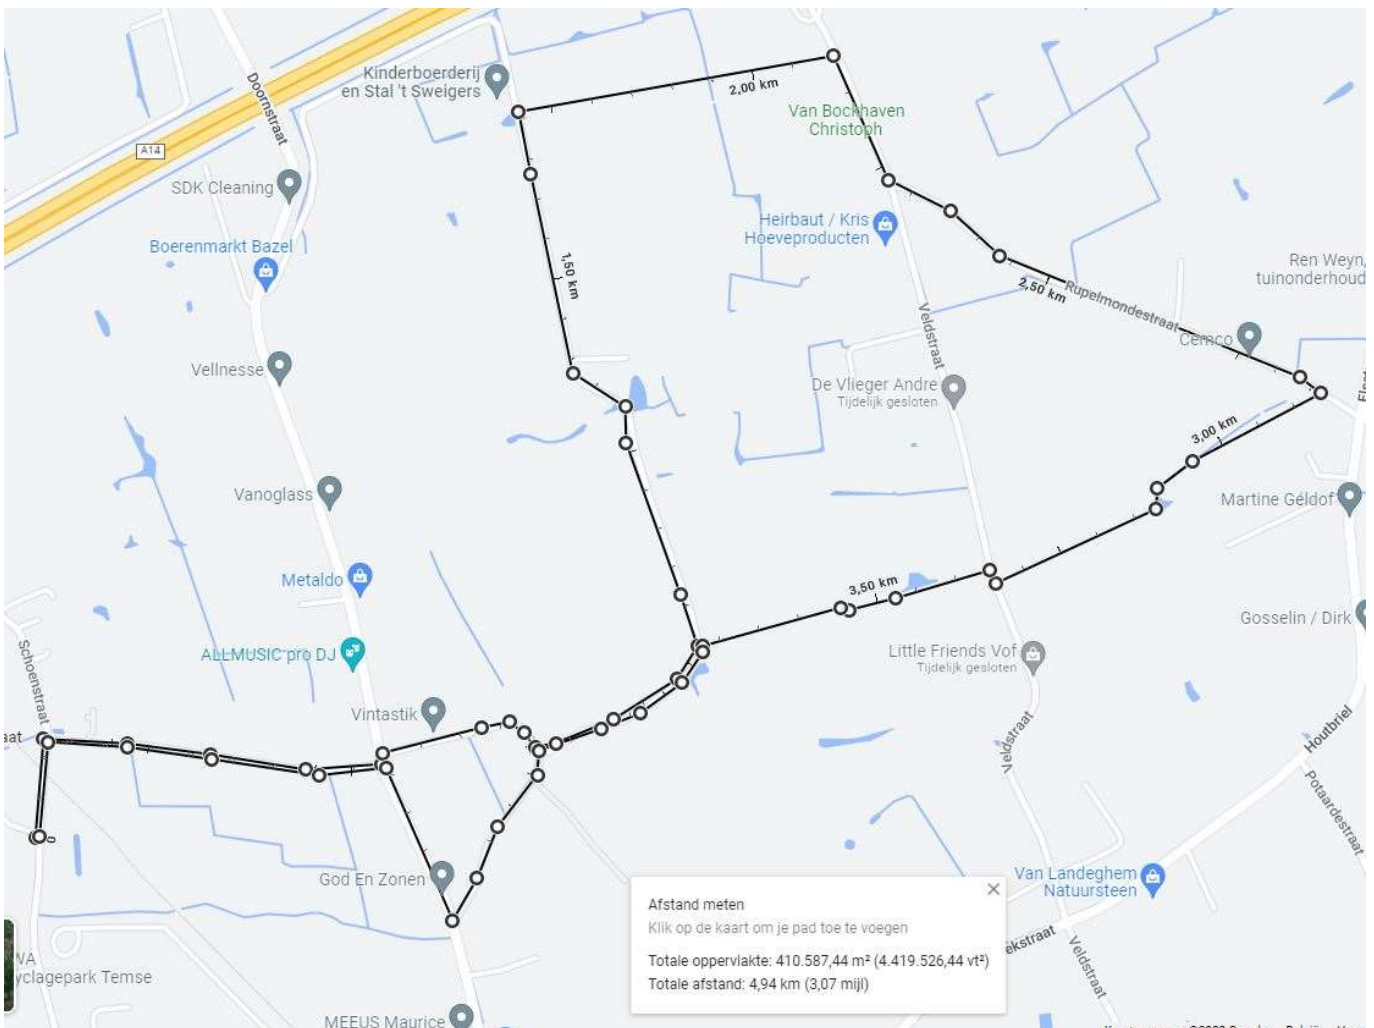 Kinderboerderij
en Stal 't Sweigers
2,00 km
Doornstraat
Van Bockhaven
Christoph
A14
SDK Cleaning
Heirbaut / Kris
Hoeveproducten
Boerenmarkt Bazel
1,50 km
Ren Weyn,
tuinonderhoud
2,50 km
Rupelmondestraat
Veldstraat
Cemco
Vellnesse
De Vlieger Andre
Tijdelijk gesloten
3,00 km
Vanoglass
Martine Geldof
Metaldo
3,50 km
Gosselin / Dirk
Schoenstraat
ALLMUSIC pro DJ
Little Friends Vof
Tijdelijk gesloten
Vintastik
aat
Veldstraat
Houtbriel
Potaardestraat
0
God En Zonen
Van Landeghem
Natuursteen
Afstand meten
Klik op de kaart om je pad toe te voegen
Totale oppervlakte: 410.587,44 m² (4.419.526,44 vt²)
Totale afstand: 4,94 km (3,07 mijl)
ekstraat
Veldstraat
WA
yclagepark Temse
MEEUS Maurice